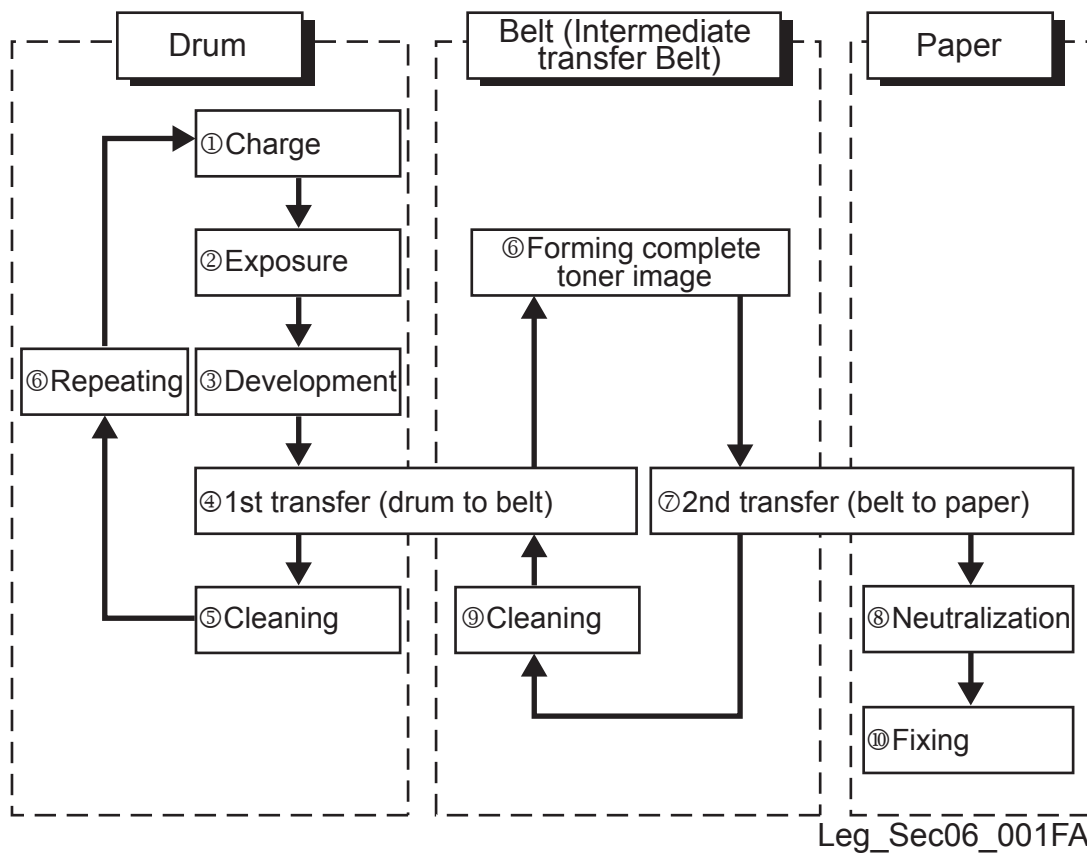 Drum
Belt (Intermediate
transfer Belt)
Paper
①Charge
②Exposure
⑥Forming complete
toner image
⑥Repeating
③Development
④1st transfer (drum to belt)
⑦2nd transfer (belt to paper)
⑤Cleaning
⑨Cleaning
⑧Neutralization
⑩Fixing
Leg_Sec06_001FA